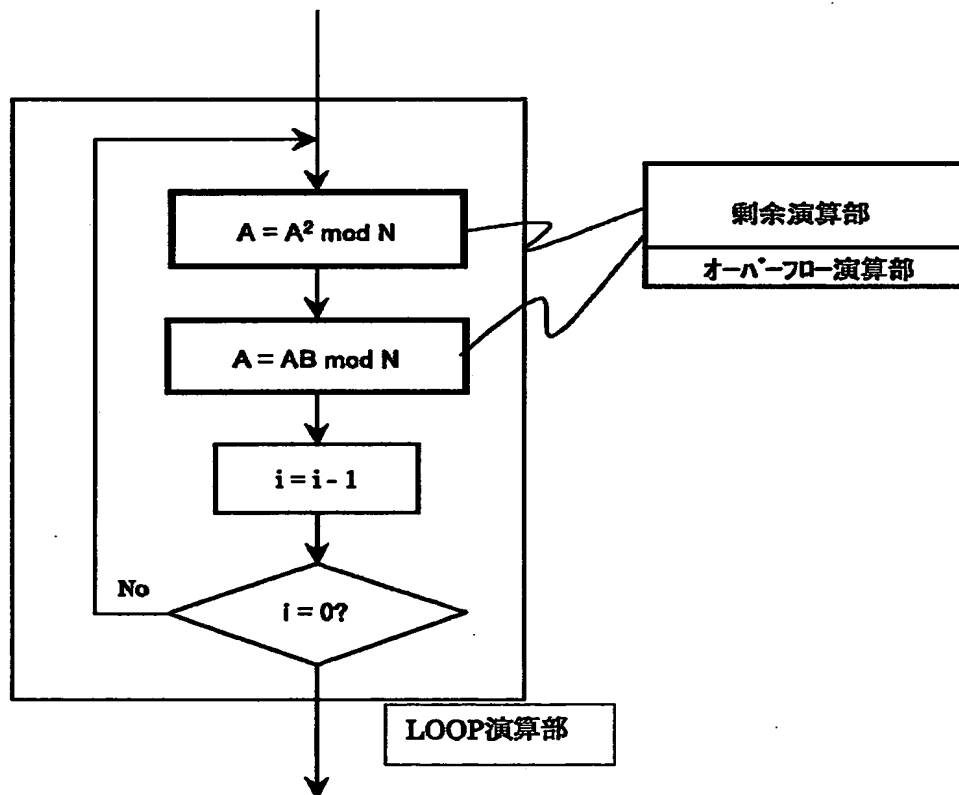 A = A² mod N
剰余演算部
オーバーフロー演算部
A = AB mod N
i = i - 1
No
i = 0?
LOOP演算部